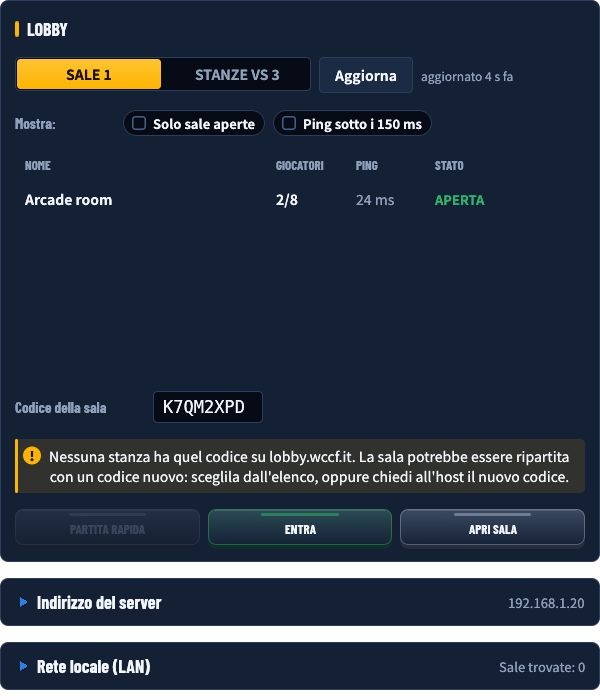 LOBBY
SALE 1
STANZE VS 3
Aggiorna
aggiornato 4 s fa
Mostra:
Solo sale aperte
Ping sotto i 150 ms
NOME
GIOCATORI
PING
STATO
Arcade room
2/8
24 ms
APERTA
Codice della sala
K7QM2XPD
Nessuna stanza ha quel codice su lobby.wccf.it. La sala potrebbe essere ripartita
con un codice nuovo: sceglila dall'elenco, oppure chiedi all'host il nuovo codice.
PARTITA RAPIDA
ENTRA
APRI SALA
Indirizzo del server
192.168.1.20
Rete locale (LAN)
Sale trovate: 0